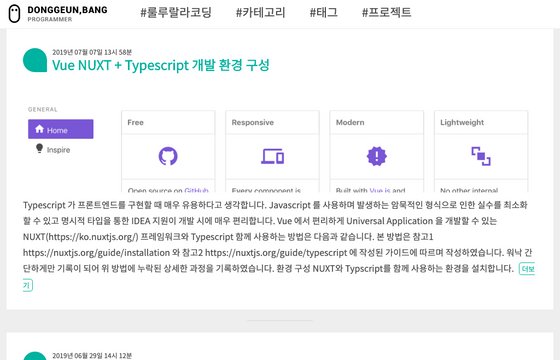 DONGGEUN,BANG
PROGRAMMER
#룰루랄라코딩 #카테고리 #태그 #프로젝트
2019년 07월 07일 13시 58분
Vue NUXT + Typescript 개발 환경 구성
GENERAL
Home
Inspire
Free Responsive Modern Lightweight
Open source on GitHub Every component is Built with Vue.js and No other internal
Typescript 가 프론트엔드를 구현할 때 매우 유용하다고 생각합니다. Javascript 를 사용하며 발생하는 암묵적인 형식으로 인한 실수를 최소화
할 수 있고 명시적 타입을 통한 IDEA 지원이 개발 시에 매우 편리합니다. Vue 에서 편리하게 Universal Application 을 개발할 수 있는
NUXT(https://ko.nuxtjs.org/) 프레임워크와 Typescript 함께 사용하는 방법은 다음과 같습니다. 본 방법은 참고1
https://nuxtjs.org/guide/installation 와 참고2 https://nuxtjs.org/guide/typescript 에 작성된 가이드에 따르며 작성하였습니다. 워낙 간
단하게만 기록이 되어 위 방법에 누락된 상세한 과정을 기록하였습니다. 환경 구성 NUXT와 Typscript를 함께 사용하는 환경을 설치합니다. 더보
기
2019년 06월 29일 14시 12분